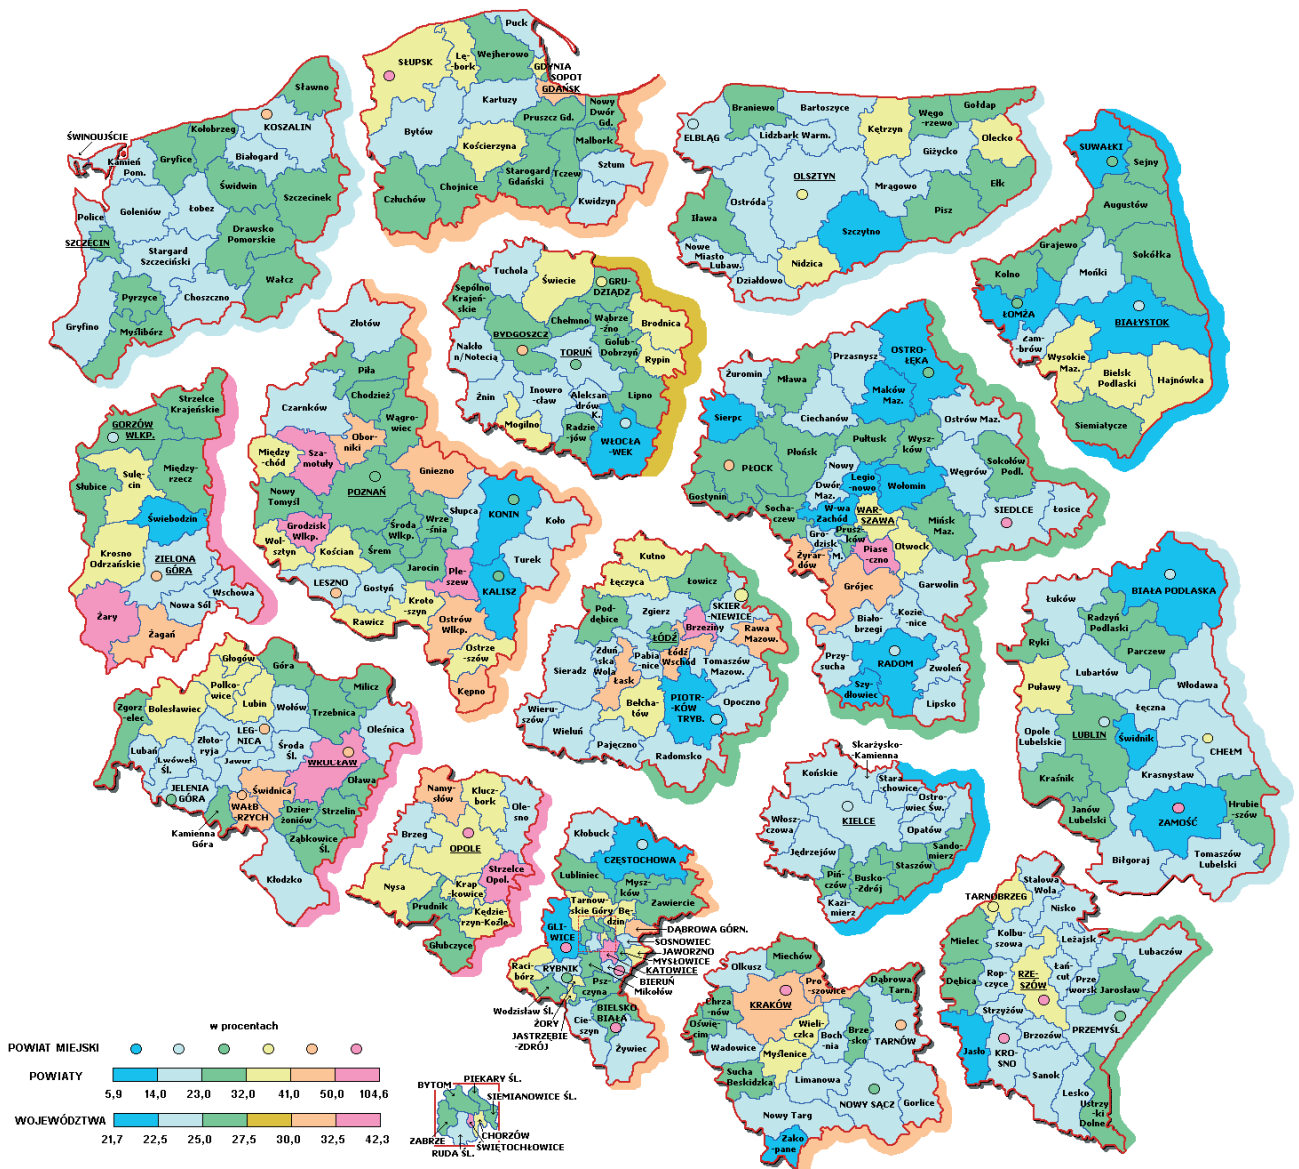 ŚWINOUJŚCIE
Kamień
Pom.
Gryfice
Kołobrzeg
KOSZALIN
Sławno
Białogard
Świdwin
Szczecinek
Police
Goleniów
Łobez
SZCZECIN
Drawsko
Pomorskie
Stargard
Szczeciński
Wałcz
Pyrzyce
Choszczno
Gryfino
Myślibórz
Puck
SŁUPSK
Lę-
bork
Wejherowo
GDYNIA
SOPOT
GDAŃSK
Kartuzy
Bytów
Pruszcz Gd.
Nowy
Dwór
Gd.
Malbork
Kościerzyna
Sztum
Starogard
Gdański
Tczew
Chojnice
Człuchów
Kwidzyn
ELBLĄG
Braniewo
Bartoszyce
Lidzbark Warm.
Kętrzyn
Wę-go
-rzewo
Gołdap
Olecko
Giżycko
OLSZTYN
Mrągowo
Ełk
Pisz
Ostróda
Iława
Szczytno
Nowe
Miasto
Lubaw.
Nidzica
Działdowo
SUWAŁKI
Sejny
Augustów
Grajewo
Sokółka
Kolno
Mońki
ŁOMŻA
BIAŁYSTOK
Zam-
brów
Wysokie
Maz.
Bielsk
Podlaski
Hajnówka
Siemiatycze
Tuchola
Świecie
Sępólno
Krajeń-
skie
GRU-
DZIĄDZ
Chełmno
Wąbrze-
źno
Brodnica
BYDGOSZCZ
Golub-
Dobrzyń
Rypin
Nakło
n/Notecią
TORUŃ
Żnin
Inowro
-cław
Aleksan-
drów
K.
Lipno
Mogilno
Radzie-
jów
WŁOCŁA
-WEK
Złotów
Piła
Chodzież
Czarnków
Wągro-
wiec
Obor-
niki
Między-
chód
Sza-
motuły
Gniezno
POZNAŃ
Nowy
Tomyśl
Słupca
KONIN
Koło
Wrze-
śnia
Środa
Wlkp.
Grodzisk
Wlkp.
Wol-
sztyn
Kościan
Śrem
Jarocin
Turek
Ple-
szew
KALISZ
LESZNO
Gostyń
Kroto-
szyn
Rawicz
Ostrów
Wlkp.
Ostrze
-szów
Kępno
Strzelce
Krajeńskie
GORZÓW
WLKP.
Sulę-
cin
Między-
rzecz
Słubice
Świebodzin
Krosno
Odrzańskie
ZIELONA
GÓRA
Nowa Sól
Wschowa
Żary
Żagań
Żuromin
Mława
Przasnysz
OSTRO-
ŁĘKA
Maków
Maz.
Sierpc
Ciechanów
Ostrów Maz.
Pułtusk
Wysz-
ków
PŁOCK
Płońsk
Sokołów
Podl.
Węgrów
Gostynin
Nowy
Dwór
Maz.
Legio-
nowo
Wołomin
Socha-
czew
W-wa
Zachód
WAR-
SZAWA
Mińsk
Maz.
SIEDLCE
Łosice
Gro-
dzisk
M.
Prusz-
ków
Otwock
Piase-
czno
Żyrar-
dów
Grójec
Garwolin
Biało-
brzegi
Kozie-
nice
Przy-
sucha
RADOM
Zwoleń
Szy-
dłowiec
Lipsko
Kutno
Łęczyca
Łowicz
Pod-
dębice
Zgierz
SKIER
-NIEWICE
ŁÓDŹ
Brzeziny
Rawa
Mazow.
Zduń
ska
Wola
Pabia-
nice
Łódź
Wschód
Tomaszów
Mazow.
Sieradz
Łask
Bełcha-
tów
PIOTR-
KÓW
TRYB.
Opoczno
Wieru-
szów
Wieluń
Pajęczno
Radomsko
BIAŁA PODLASKA
Łuków
Radzyń
Podlaski
Ryki
Parczew
Puławy
Lubartów
Włodawa
Łęczna
Opole
Lubelskie
LUBLIN
Świdnik
CHEŁM
Kraśnik
Krasnystaw
Janów
Lubelski
ZAMOŚĆ
Hrubie-
szów
Biłgoraj
Tomaszów
Lubelski
Głogów
Góra
Polko-
wice
Lubin
Milicz
Zgorz
-elec
Bolesławiec
Wołów
Trzebnica
LEG-
NICA
Oleśnica
Lubań
Złoto-
ryja
Środa
Śl.
WROCŁAW
Lwówek
Śl.
Jawor
Oława
JELENIA
GÓRA
Świdnica
WAŁB
RZYCH
Dzier-
żoniów
Strzelin
Kamienna
Góra
Ząbkowice
Śl.
Kłodzko
Namy-
słów
Klucz-
bork
Ole-
sno
Brzeg
OPOLE
Strzelce
Opol.
Nysa
Krap
-kowice
Prudnik
Kędzie-
rzyn-Koźle
Głubczyce
Skarżysko-
Kamienna
Końskie
Stara
chowice
KIELCE
Ostro-
wiec Św.
Włosz-
czowa
Opatów
Jędrzejów
Sando-
mierz
Staszów
Piń-
czów
Busko-
Zdrój
Kazi-
mierz
Kłobuck
CZĘSTOCHOWA
Lubliniec
Mysz-
ków
Zawiercie
Tarnow
skie Góry
Bę-
dzin
GLI-
WICE
DĄBROWA GÓRN.
SOSNOWIEC
JAWORZNO
MYSŁOWICE
KATOWICE
BIERUŃ
Mikołów
Raci-
bórz
RYBNIK
Psz-
czyna
Wodzisław Śl.
ŻORY
JASTRZĘBIE
-ZDRÓJ
BIELSKO
BIAŁA
Cie-
szyn
Żywiec
Olkusz
Miechów
Chrza-
nów
KRAKÓW
Pro-
szowice
Dąbrowa
Tarn.
Oświę-
cim
Wieli-
czka
Boch-
nia
Brze-
sko
TARNÓW
Wadowice
Myślenice
Sucha
Beskidzka
Limanowa
NOWY SĄCZ
Gorlice
Nowy Targ
Zako
-pane
TARNOBRZEG
Stalowa
Wola
Nisko
Mielec
Kolbu-
szowa
Leżajsk
Lubaczów
Dębica
Rop-
czyce
RZE-
SZÓW
Łań-
cut
Prze-
worsk
Jarosław
Strzyżów
PRZEMYŚL
Jasło
KRO-
SNO
Brzozów
Sanok
Lesko
Ustrzy
-ki
Dolne
w procentach
POWIAT MIEJSKI
POWIATY
5,9 14,0 23,0 32,0 41,0 50,0 104,6
WOJEWÓDZTWA
21,7 22,5 25,0 27,5 30,0 32,5 42,3
BYTOM
PIEKARY ŚL.
SIEMIANOWICE ŚL.
ZABRZE
CHORZÓW
ŚWIĘTOCHŁOWICE
RUDA ŚL.